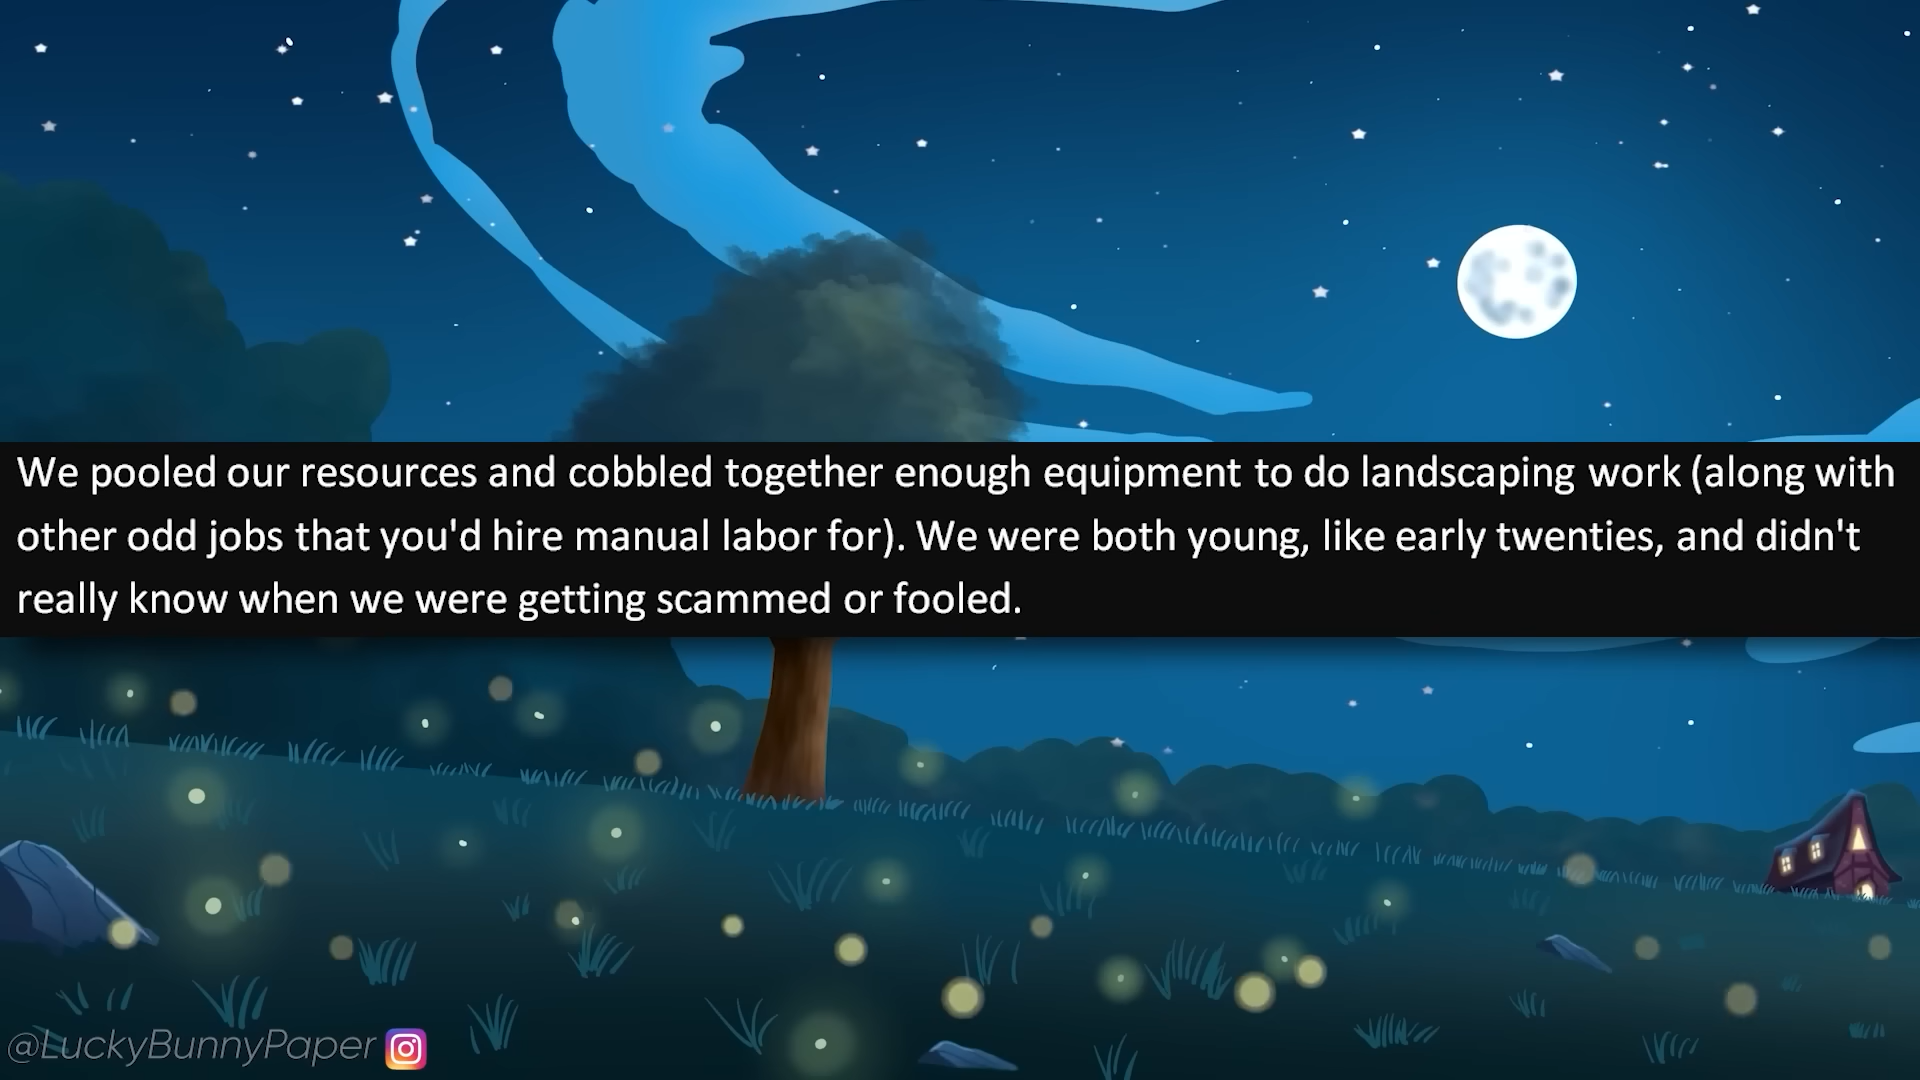 We pooled our resources and cobbled together enough equipment to do landscaping work (along with
other odd jobs that you'd hire manual labor for). We were both young, like early twenties, and didn't
really know when we were getting scammed or fooled.
@LuckyBunnyPaper